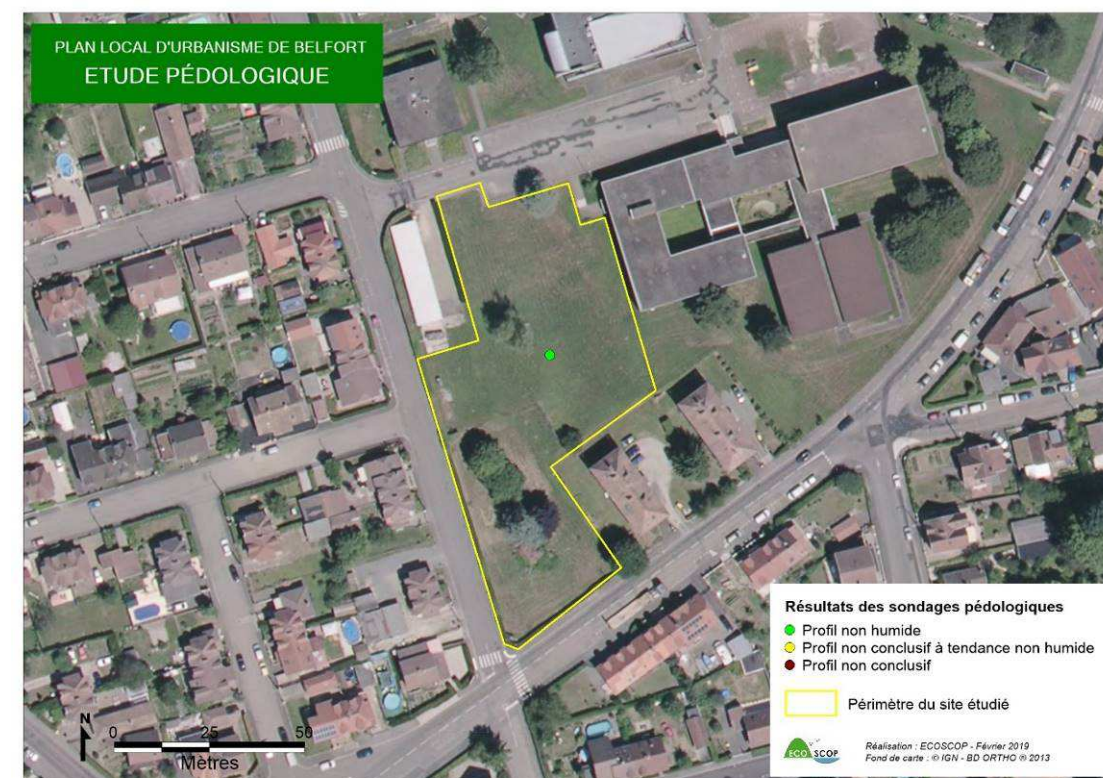 PLAN LOCAL D'URBANISME DE BELFORT
ETUDE PÉDOLOGIQUE
Résultats des sondages pédologiques
Profil non humide
Profil non conclusif à tendance non humide
Profil non conclusif
Périmètre du site étudié
N
0 25 50
Mètres
ECO SCOP
Réalisation : ECOSCOP - Février 2019
Fond de carte : © IGN - BD ORTHO ® 2013